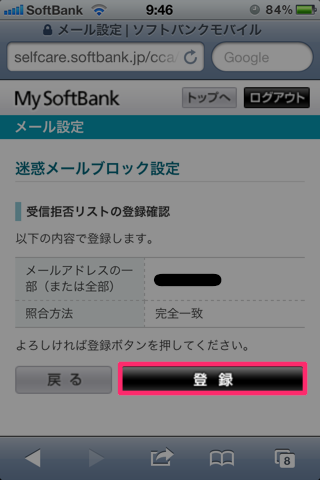 SoftBank 9:46 84%
メール設定 | ソフトバンクモバイル
selfcare.softbank.jp/cca/ Google
My SoftBank トップへ ログアウト
メール設定
迷惑メールブロック設定
受信拒否リストの登録確認
以下の内容で登録します。
メールアドレスの一
部（または全部）
照合方法 完全一致
よろしければ登録ボタンを押してください。
戻る 登録
8